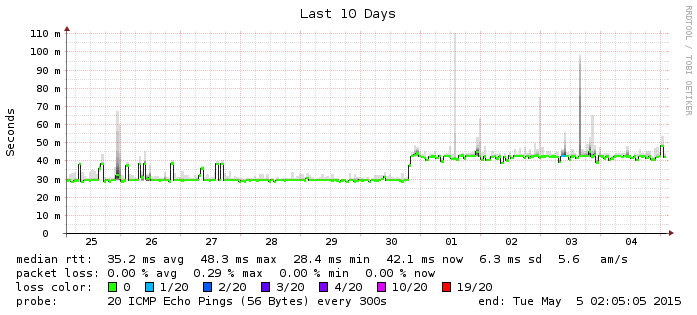 Last 10 Days
RRDTOOL / TOBI OETIKER
Seconds
110 m
100 m
90 m
80 m
70 m
60 m
50 m
40 m
30 m
20 m
10 m
0
25 26 27 28 29 30 01 02 03 04
median rtt: 35.2 ms avg 48.3 ms max 28.4 ms min 42.1 ms now 6.3 ms sd 5.6 am/s
packet loss: 0.00 % avg 0.29 % max 0.00 % min 0.00 % now
loss color: 0 1/20 2/20 3/20 4/20 10/20 19/20
probe: 20 ICMP Echo Pings (56 Bytes) every 300s end: Tue May 5 02:05:05 2015